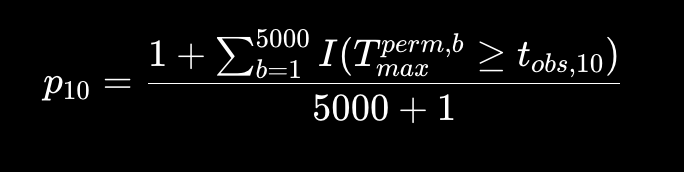 p_{10} = \frac{1 + \sum_{b=1}^{5000} I(T_{max}^{perm,b} \geq t_{obs,10})}{5000 + 1}